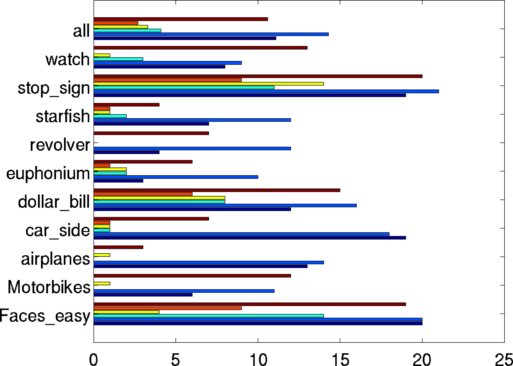 all
watch
stop_sign
starfish
revolver
euphonium
dollar_bill
car_side
airplanes
Motorbikes
Faces_easy
0 5 10 15 20 25